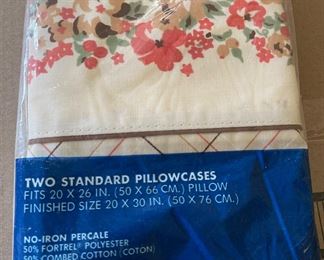 TWO STANDARD PILLOWCASES
FITS 20 X 26 IN. (50 X 66 CM.) PILLOW
FINISHED SIZE 20 X 30 IN. (50 X 76 CM.)
NO-IRON PERCALE
50% FORTREL® POLYESTER
50% COMBED COTTON (COTON)